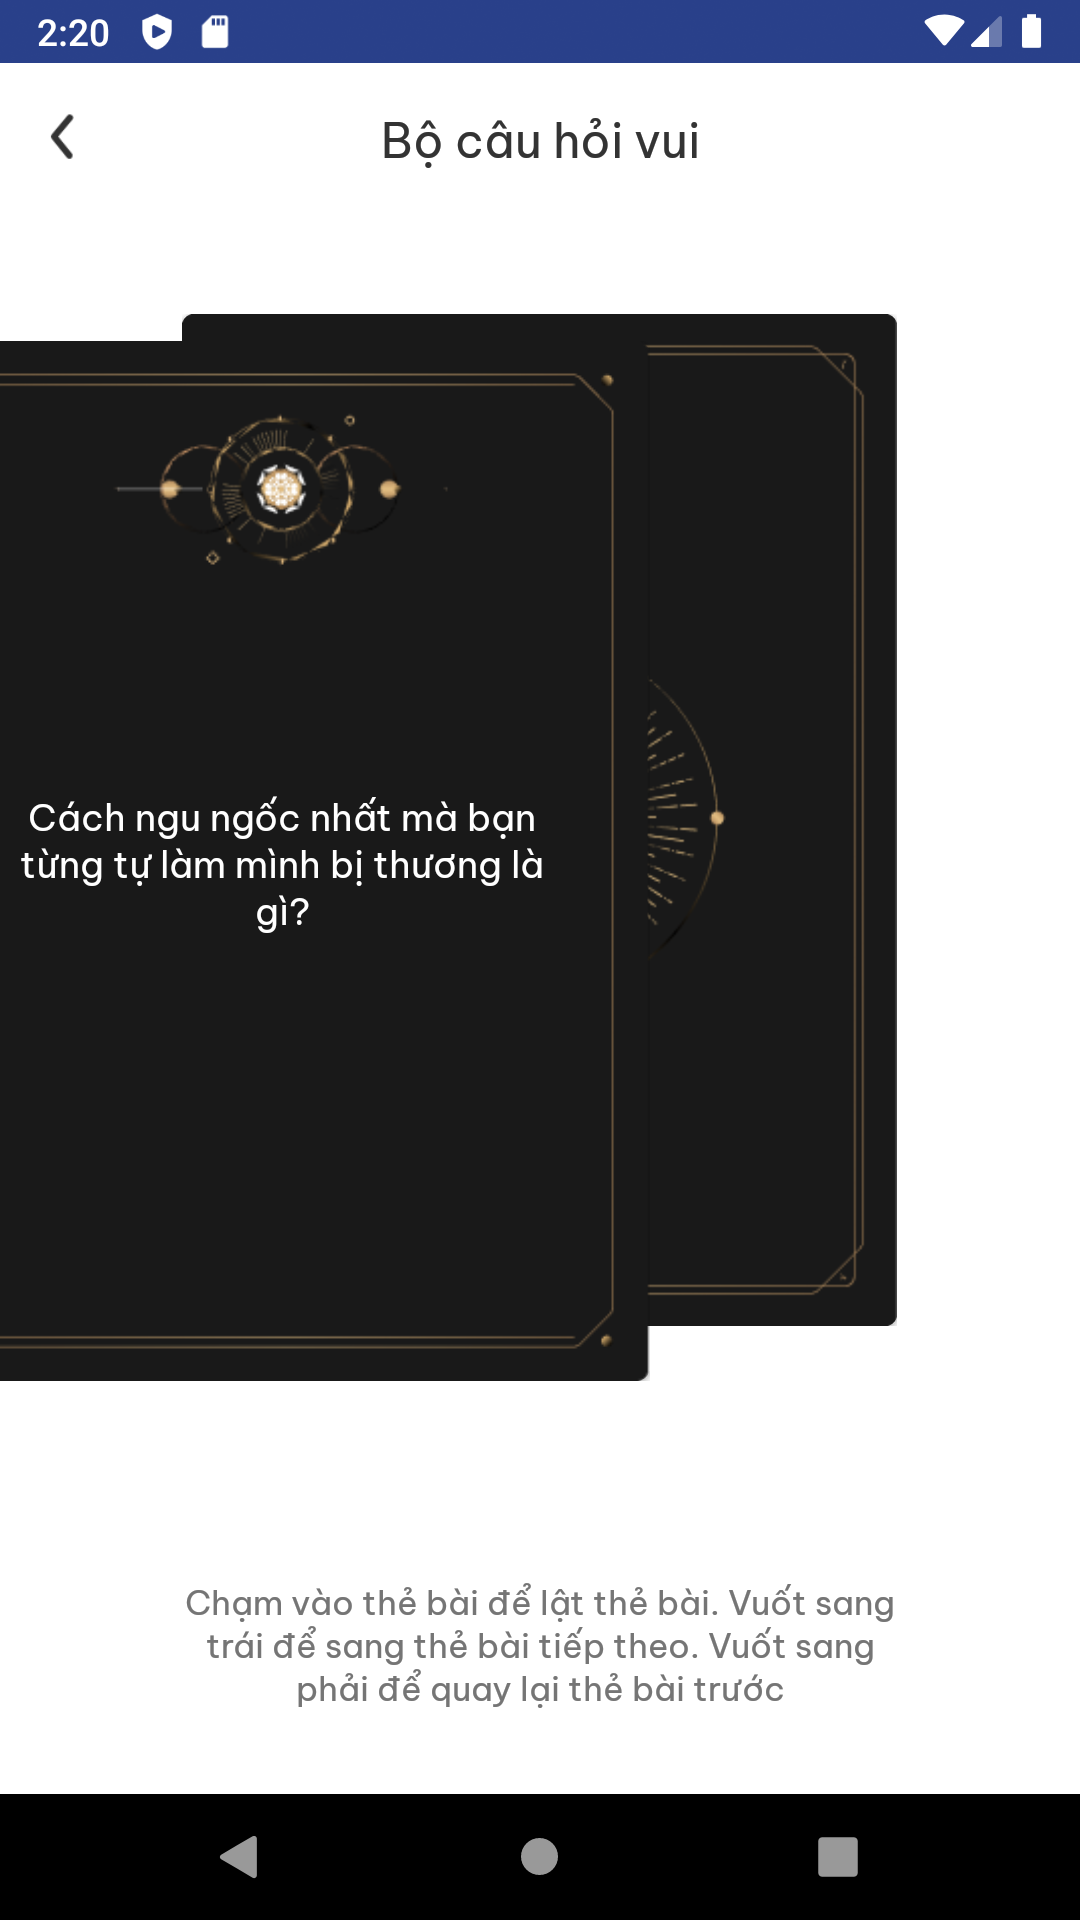 2:20
Bộ câu hỏi vui
Cách ngu ngốc nhất mà bạn
từng tự làm mình bị thương là
gì?
Chạm vào thẻ bài để lật thẻ bài. Vuốt sang
trái để sang thẻ bài tiếp theo. Vuốt sang
phải để quay lại thẻ bài trước